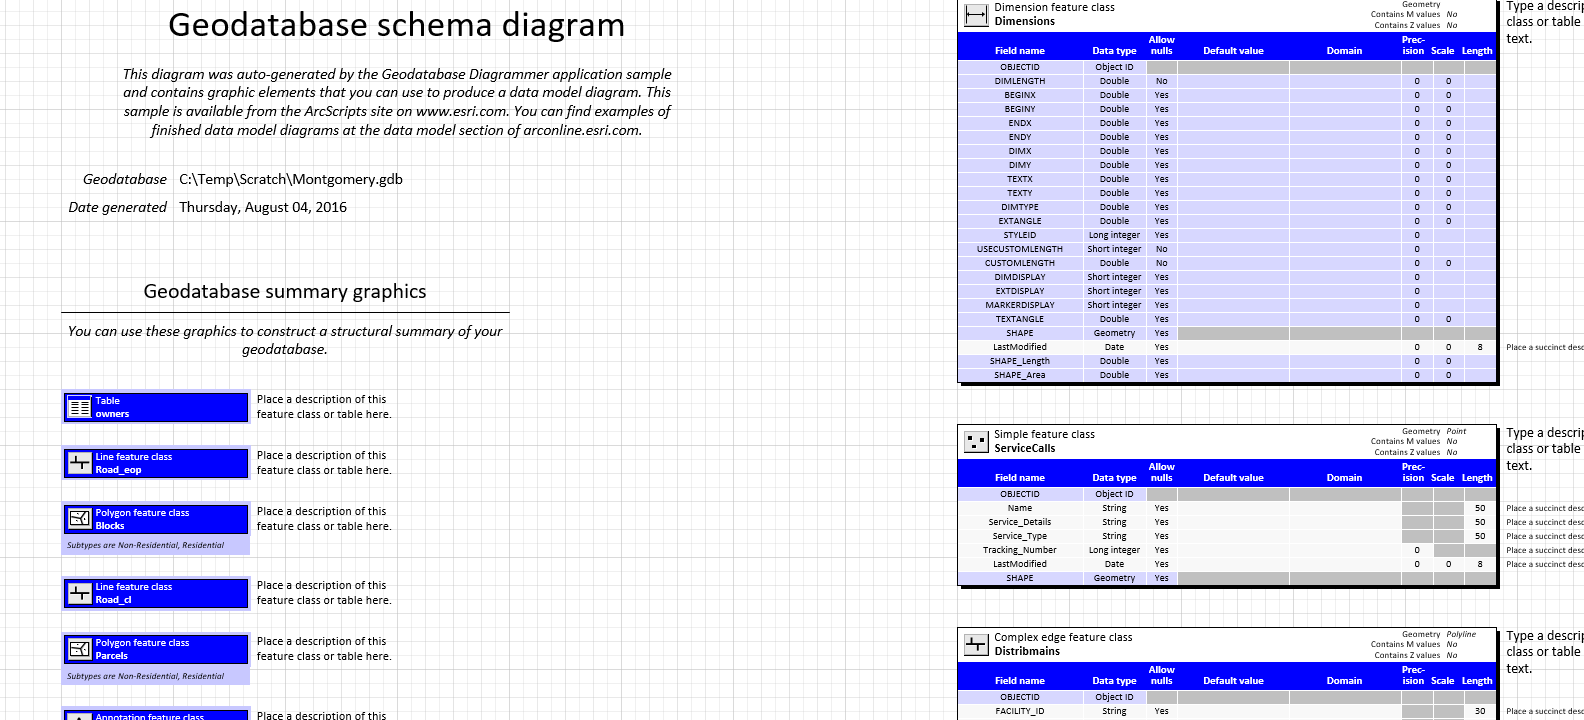 Geodatabase schema diagram
This diagram was auto-generated by the Geodatabase Diagrammer application sample
and contains graphic elements that you can use to produce a data model diagram. This
sample is available from the ArcScripts site on www.esri.com. You can find examples of
finished data model diagrams at the data model section of arconline.esri.com.
Geodatabase C:\Temp\Scratch\Montgomery.gdb
Date generated Thursday, August 04, 2016
Geodatabase summary graphics
You can use these graphics to construct a structural summary of your
geodatabase.
Table
owners
Place a description of this
feature class or table here.
Line feature class
Road_eop
Place a description of this
feature class or table here.
Polygon feature class
Blocks
Subtypes are Non-Residential, Residential
Place a description of this
feature class or table here.
Line feature class
Road_cl
Place a description of this
feature class or table here.
Polygon feature class
Parcels
Subtypes are Non-Residential, Residential
Place a description of this
feature class or table here.
Annotation feature class
Place a description of this
Dimension feature class
Dimensions
Geometry
Contains M values No
Contains Z values No
Type a descrip
class or table
text.
Field name Data type Allow nulls Default value Domain Prec-ision Scale Length
OBJECTID Object ID
DIMLENGTH Double No 0 0
BEGINX Double Yes 0 0
BEGINY Double Yes 0 0
ENDX Double Yes 0 0
ENDY Double Yes 0 0
DIMX Double Yes 0 0
DIMY Double Yes 0 0
TEXTX Double Yes 0 0
TEXTY Double Yes 0 0
DIMTYPE Double Yes 0 0
EXTANGLE Double Yes 0 0
STYLEID Long integer Yes 0
USECUSTOMLENGTH Short integer No 0
CUSTOMLENGTH Double No 0 0
DIMDISPLAY Short integer Yes 0
EXTDISPLAY Short integer Yes 0
MARKERDISPLAY Short integer Yes 0
TEXTANGLE Double Yes 0 0
SHAPE Geometry Yes
LastModified Date Yes 0 0 8 Place a succinct desc
SHAPE_Length Double Yes 0 0
SHAPE_Area Double Yes 0 0
Simple feature class
ServiceCalls
Geometry Point
Contains M values No
Contains Z values No
Type a descrip
class or table
text.
Field name Data type Allow nulls Default value Domain Prec-ision Scale Length
OBJECTID Object ID
Name String Yes 50 Place a succinct desc
Service_Details String Yes 50 Place a succinct desc
Service_Type String Yes 50 Place a succinct desc
Tracking_Number Long integer Yes 0 Place a succinct desc
LastModified Date Yes 0 0 8 Place a succinct desc
SHAPE Geometry Yes
Complex edge feature class
Distribmains
Geometry Polyline
Contains M values No
Contains Z values No
Type a descrip
class or table
text.
Field name Data type Allow nulls Default value Domain Prec-ision Scale Length
OBJECTID Object ID
FACILITY_ID String Yes 30 Place a succinct desc